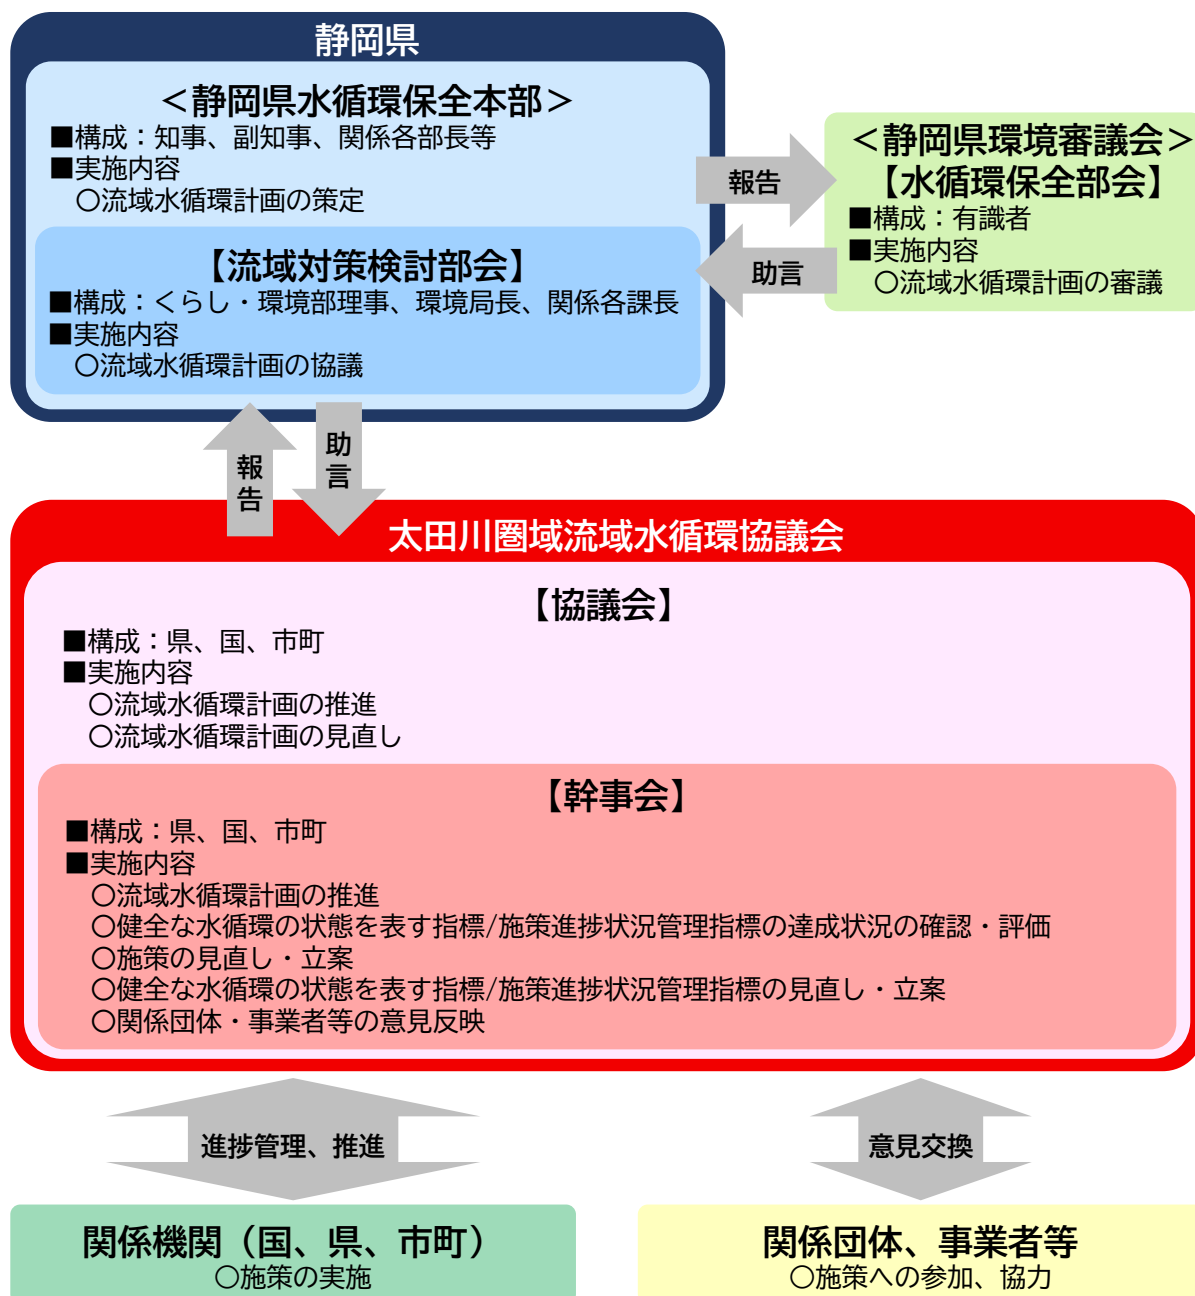 静岡県
＜静岡県水循環保全本部＞
■構成：知事、副知事、関係各部長等
■実施内容
○流域水循環計画の策定
【流域対策検討部会】
■構成：くらし・環境部理事、環境局長、関係各課長
■実施内容
○流域水循環計画の協議
報告
助言
＜静岡県環境審議会＞
【水循環保全部会】
■構成：有識者
■実施内容
○流域水循環計画の審議
報告
助言
太田川圏域流域水循環協議会
【協議会】
■構成：県、国、市町
■実施内容
○流域水循環計画の推進
○流域水循環計画の見直し
【幹事会】
■構成：県、国、市町
■実施内容
○流域水循環計画の推進
○健全な水循環の状態を表す指標/施策進捗状況管理指標の達成状況の確認・評価
○施策の見直し・立案
○健全な水循環の状態を表す指標/施策進捗状況管理指標の見直し・立案
○関係団体・事業者等の意見反映
進捗管理、推進
意見交換
関係機関（国、県、市町）
○施策の実施
関係団体、事業者等
○施策への参加、協力